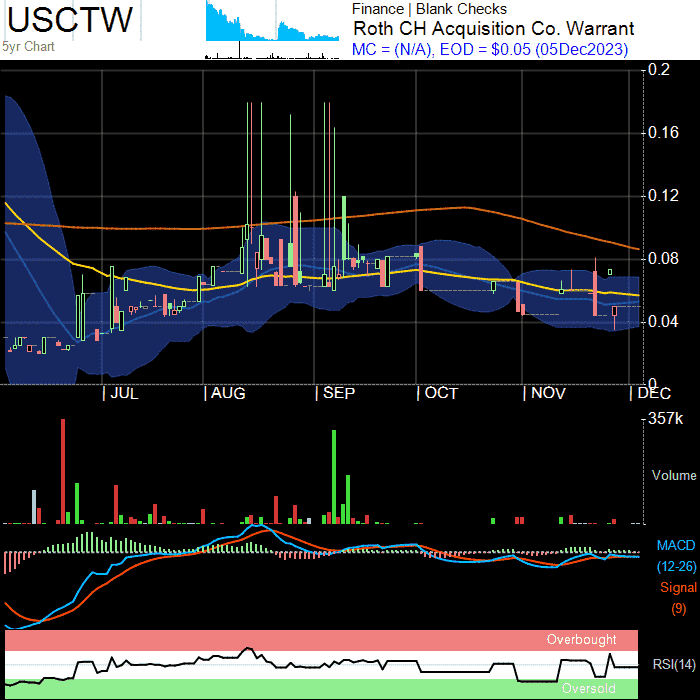 USCTW
5yr Chart
Finance | Blank Checks
Roth CH Acquisition Co. Warrant
MC = (N/A), EOD = $0.05 (05Dec2023)
0.2
0.16
0.12
0.08
0.04
0
JUL
AUG
SEP
OCT
NOV
DEC
357k
Volume
MACD
(12-26)
Signal
(9)
Overbought
RSI(14)
Oversold